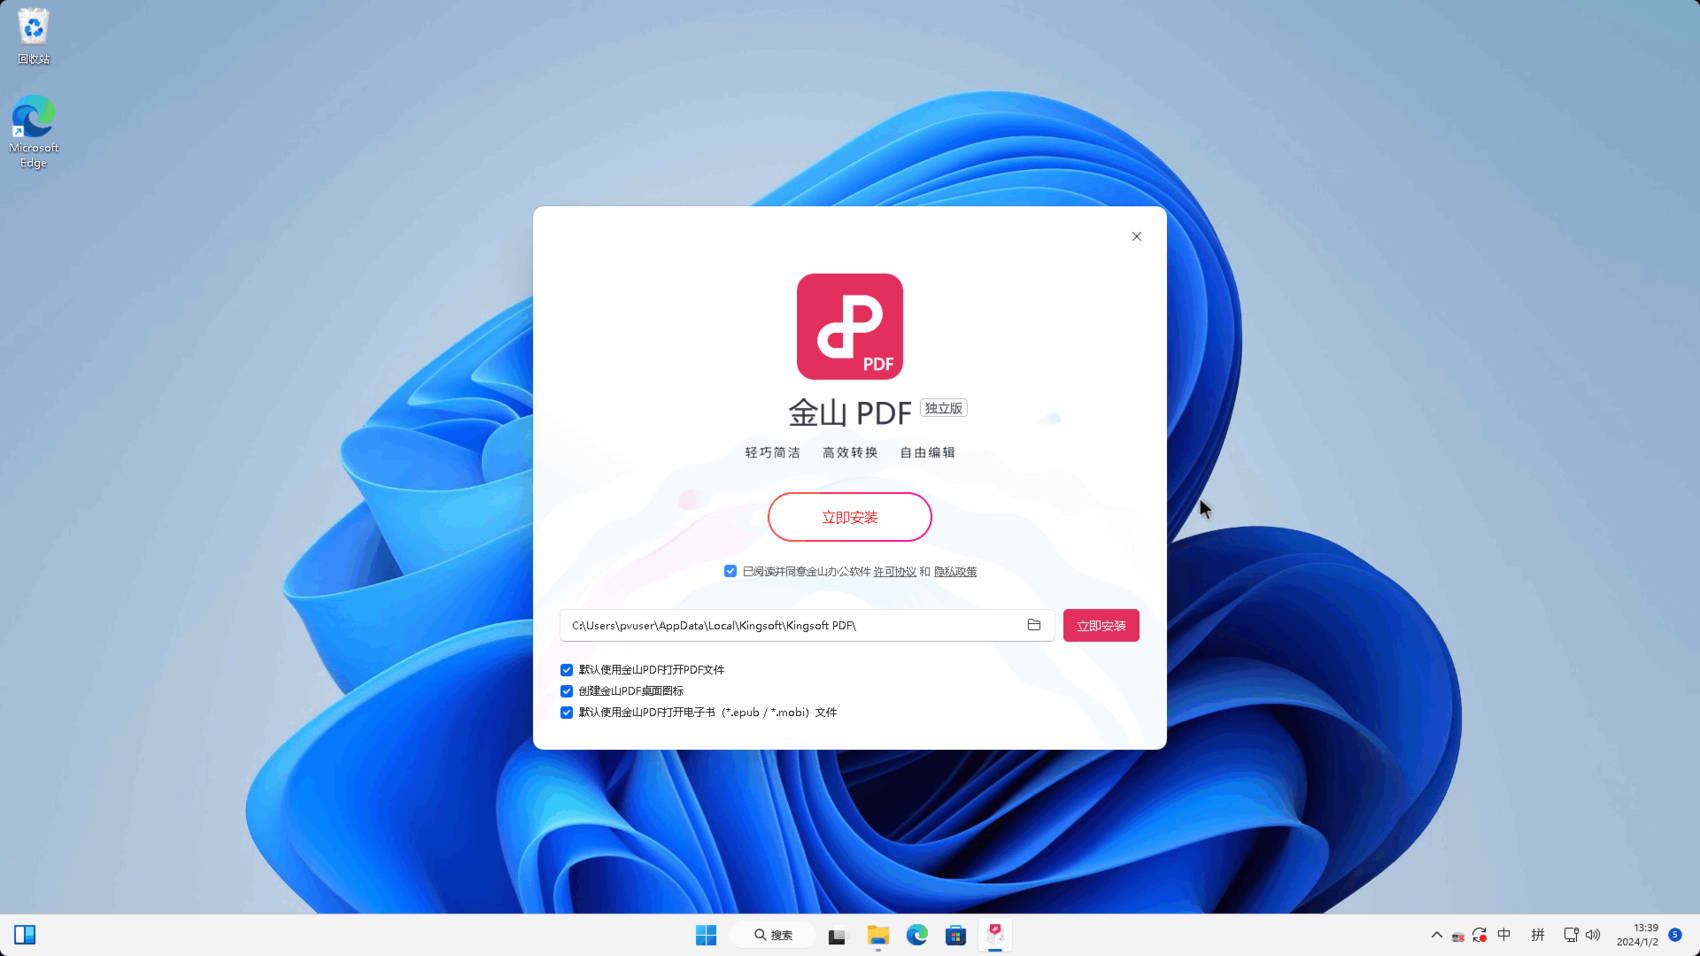 回收站
Microsoft
Edge
PDF
金山 PDF 独立版
轻巧简洁 高效转换 自由编辑
立即安装
已阅读并同意金山办公软件 许可协议 和 隐私政策
C:\Users\pvuser\AppData\Local\Kingsoft\Kingsoft PDF\
立即安装
默认使用金山PDF打开PDF文件
创建金山PDF桌面图标
默认使用金山PDF打开电子书（*.epub / *.mobi）文件
搜索
中
拼
13:39
2024/1/2
5